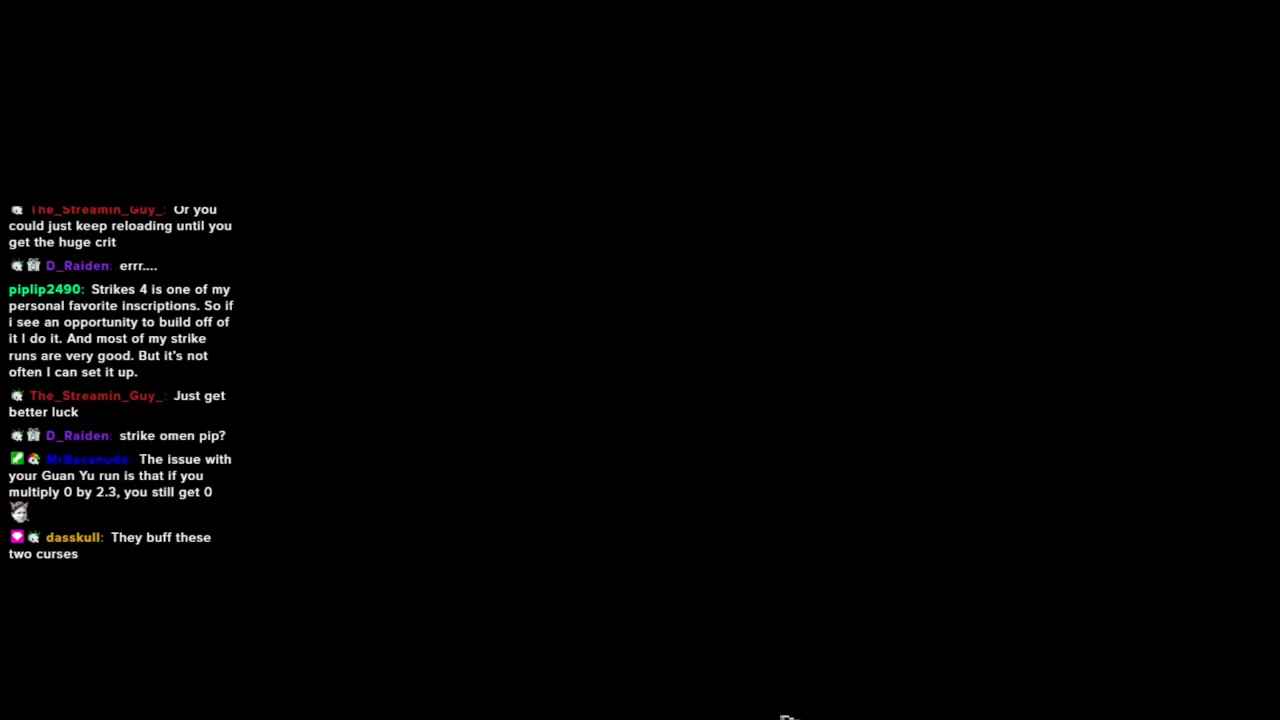 The_Streamin_Guy_: Or you
could just keep reloading until you
get the huge crit
D_Raiden: errr....
piplip2490: Strikes 4 is one of my
personal favorite inscriptions. So if
i see an opportunity to build off of
it I do it. And most of my strike
runs are very good. But it's not
often I can set it up.
The_Streamin_Guy_: Just get
better luck
D_Raiden: strike omen pip?
MrBacanudo: The issue with
your Guan Yu run is that if you
multiply 0 by 2.3, you still get 0
dasskull: They buff these
two curses